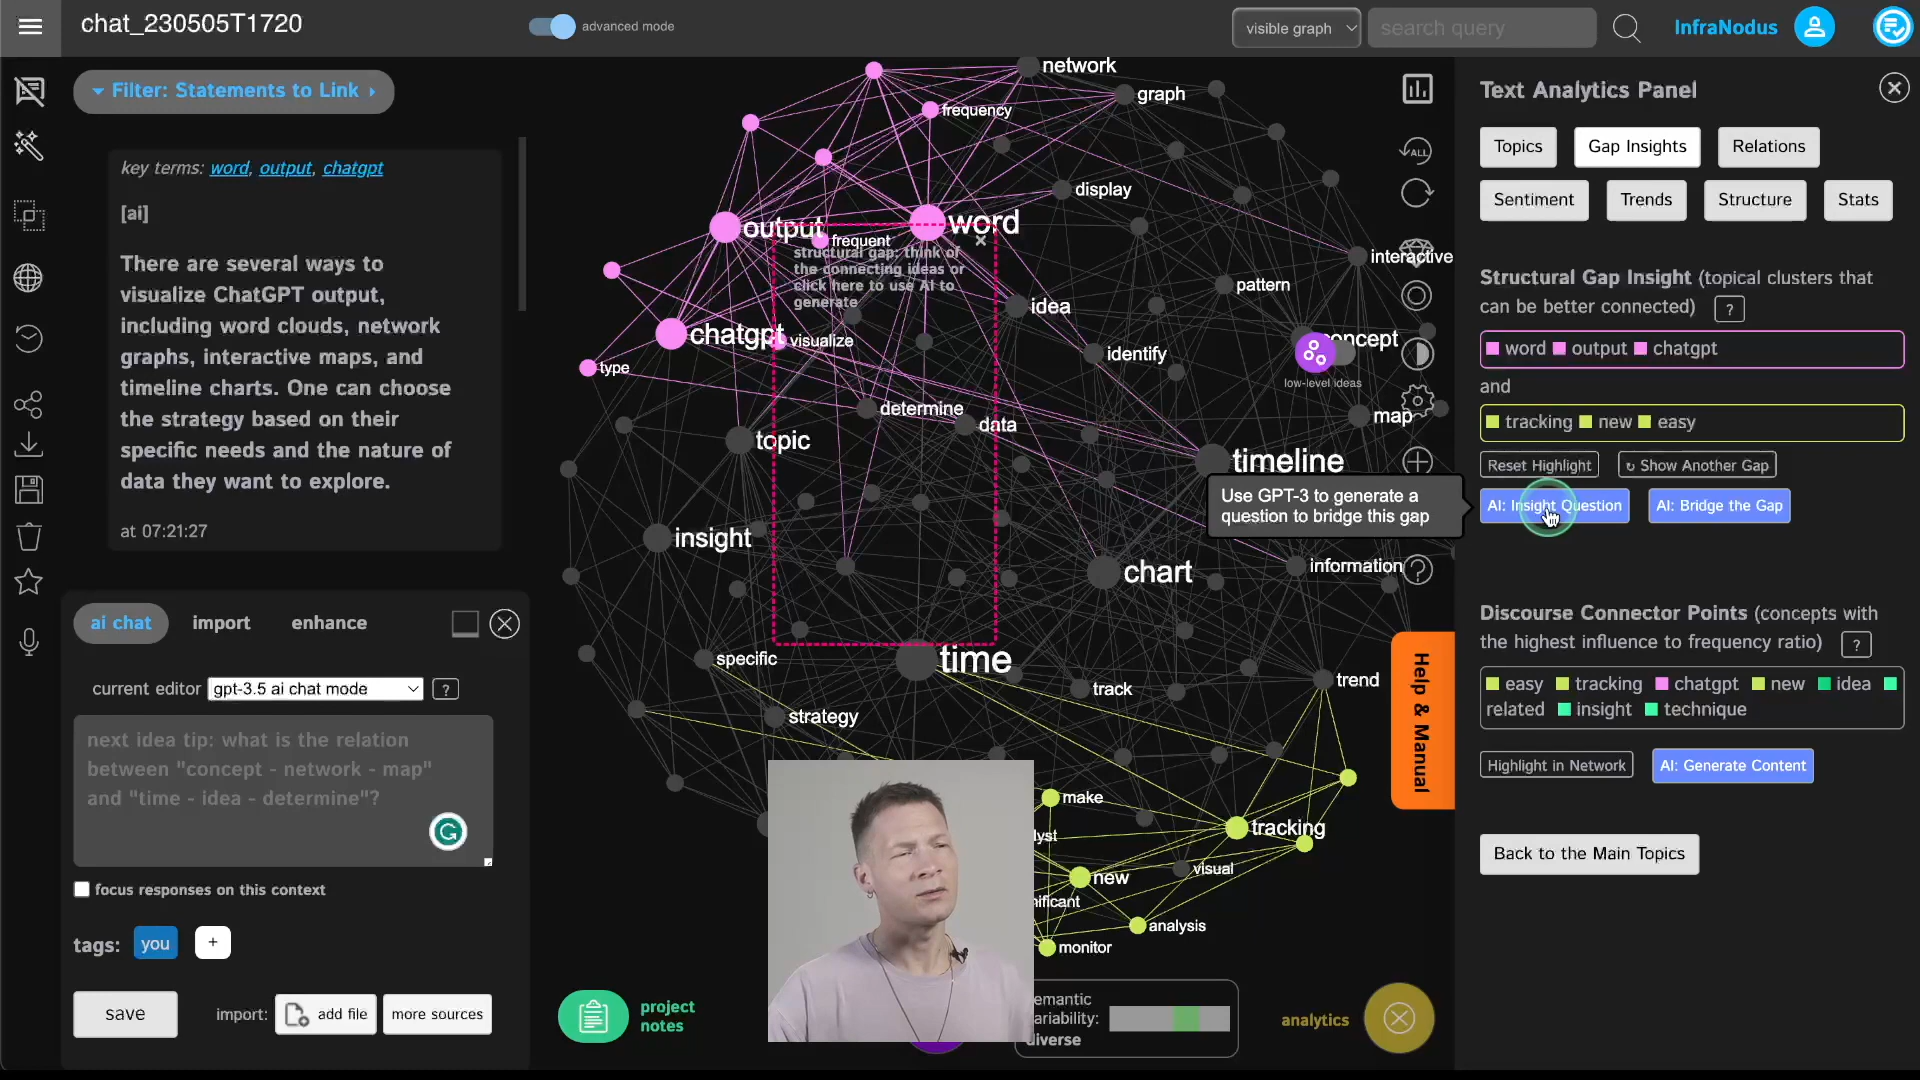 chat_230505T1720
advanced mode
visible graph
search query
InfraNodus
Filter: Statements to Link
key terms: word, output, chatgpt
[ai]
There are several ways to
visualize ChatGPT output,
including word clouds, network
graphs, interactive maps, and
timeline charts. One can choose
the strategy based on their
specific needs and the nature of
data they want to explore.
at 07:21:27
ai chat
import
enhance
current editor
gpt-3.5 ai chat mode
?
next idea tip: what is the relation
between "concept - network - map"
and "time - idea - determine"?
focus responses on this context
tags:
you
+
save
import:
add file
more sources
network
graph
frequency
display
output
word
frequent
structural gap: think of
the connecting ideas or
click here to use AI to
generate
interactive
pattern
idea
chatgpt
visualize
identify
concept
low-level ideas
type
determine
data
map
topic
timeline
Use GPT-3 to generate a
question to bridge this gap
insight
chart
information
specific
time
track
trend
strategy
make
lyst
tracking
new
visual
nificant
analysis
monitor
project
notes
emantic
ariability:
diverse
analytics
ALL
Help & Manual
Text Analytics Panel
Topics
Gap Insights
Relations
Sentiment
Trends
Structure
Stats
Structural Gap Insight (topical clusters that
can be better connected) ?
word output chatgpt
and
tracking new easy
Reset Highlight
↻ Show Another Gap
AI: Insight Question
AI: Bridge the Gap
Discourse Connector Points (concepts with
the highest influence to frequency ratio) ?
easy tracking chatgpt new idea
related insight technique
Highlight in Network
AI: Generate Content
Back to the Main Topics